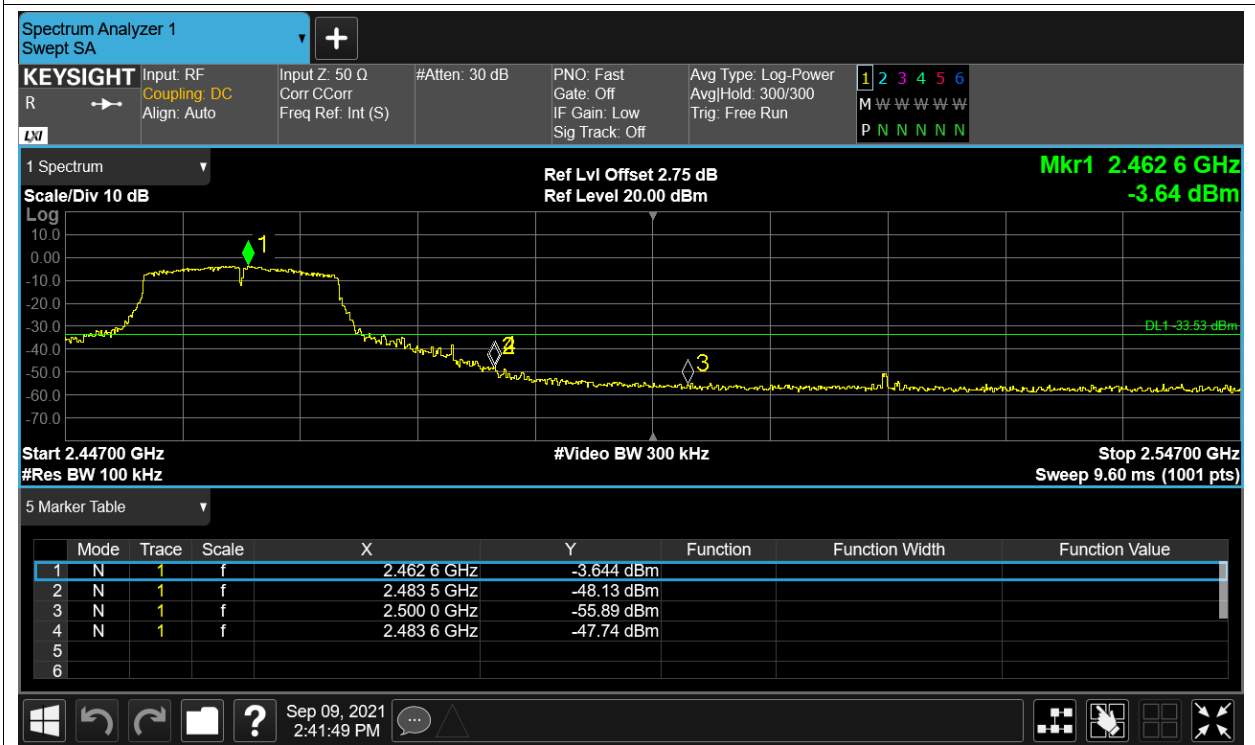 Spectrum Analyzer 1
Swept SA
+
KEYSIGHT
R
LXI
Input: RF
Coupling: DC
Align: Auto
Input Z: 50 Ω
Corr CCorr
Freq Ref: Int (S)
#Atten: 30 dB
PNO: Fast
Gate: Off
IF Gain: Low
Sig Track: Off
Avg Type: Log-Power
Avg|Hold: 300/300
Trig: Free Run
1 2 3 4 5 6
M W W W W W
P N N N N N
1 Spectrum
Scale/Div 10 dB
Ref Lvl Offset 2.75 dB
Ref Level 20.00 dBm
Mkr1 2.462 6 GHz
-3.64 dBm
Log
10.0
0.00
-10.0
-20.0
-30.0
-40.0
-50.0
-60.0
-70.0
1
2
4
3
DL1 -33.53 dBm
Start 2.44700 GHz
#Res BW 100 kHz
#Video BW 300 kHz
Stop 2.54700 GHz
Sweep 9.60 ms (1001 pts)
5 Marker Table
Mode Trace Scale X Y Function Function Width Function Value
1 N 1 f 2.462 6 GHz -3.644 dBm
2 N 1 f 2.483 5 GHz -48.13 dBm
3 N 1 f 2.500 0 GHz -55.89 dBm
4 N 1 f 2.483 6 GHz -47.74 dBm
5
6
?
Sep 09, 2021
2:41:49 PM